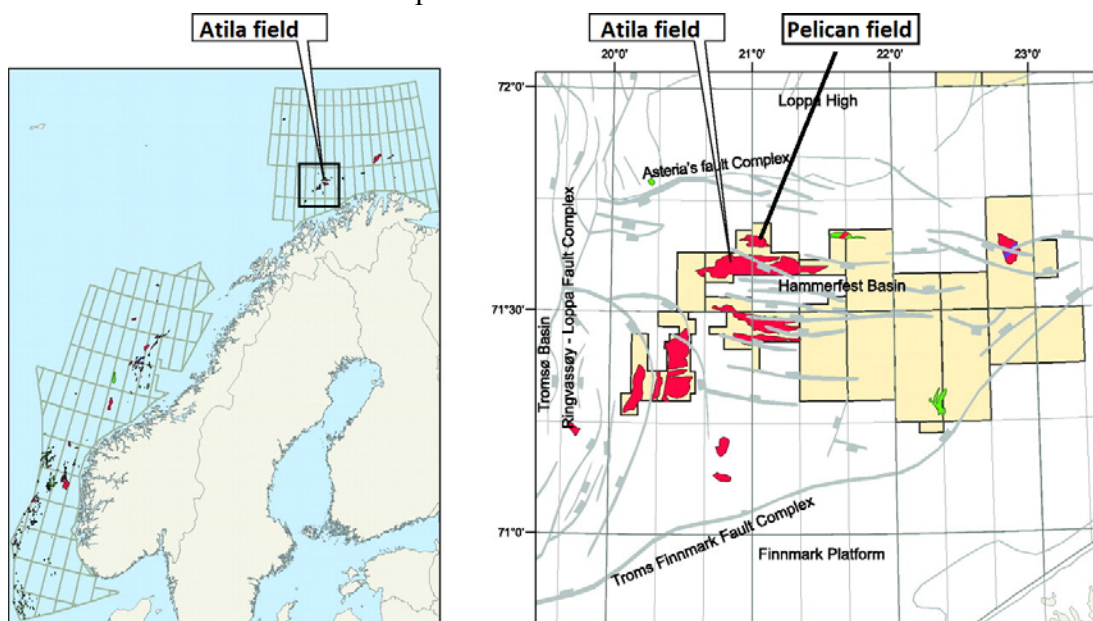 Atila field
Atila field
Pelican field
20°0'
21°0'
22°0'
23°0'
72°0'
Loppa High
Asteria's fault Complex
Hammerfest Basin
71°30'
Tromsø Basin
Ringvassøy - Loppa Fault Complex
71°0'
Troms Finnmark Fault Complex
Finnmark Platform